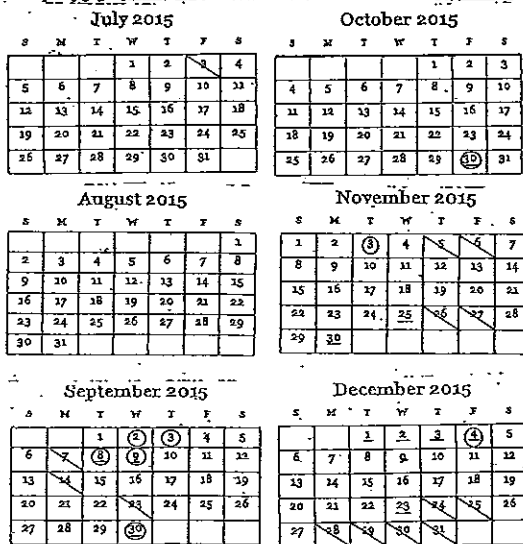 July 2015
S M T W T F S
1 2 3 4
5 6 7 8 9 10 11
12 13 14 15 16 17 18
19 20 21 22 23 24 25
26 27 28 29 30 31
August 2015
S M T W T F S
1
2 3 4 5 6 7 8
9 10 11 12 13 14 15
16 17 18 19 20 21 22
23 24 25 26 27 28 29
30 31
September 2015
S M T W T F S
1 2 3 4 5
6 7 8 9 10 11 12
13 14 15 16 17 18 19
20 21 22 23 24 25 26
27 28 29 30
October 2015
S M T W T F S
1 2 3
4 5 6 7 8 9 10
11 12 13 14 15 16 17
18 19 20 21 22 23 24
25 26 27 28 29 30 31
November 2015
S M T W T F S
1 2 3 4 5 6 7
8 9 10 11 12 13 14
15 16 17 18 19 20 21
22 23 24 25 26 27 28
29 30
December 2015
S M T W T F S
1 2 3 4 5
6 7 8 9 10 11 12
13 14 15 16 17 18 19
20 21 22 23 24 25 26
27 28 29 30 31